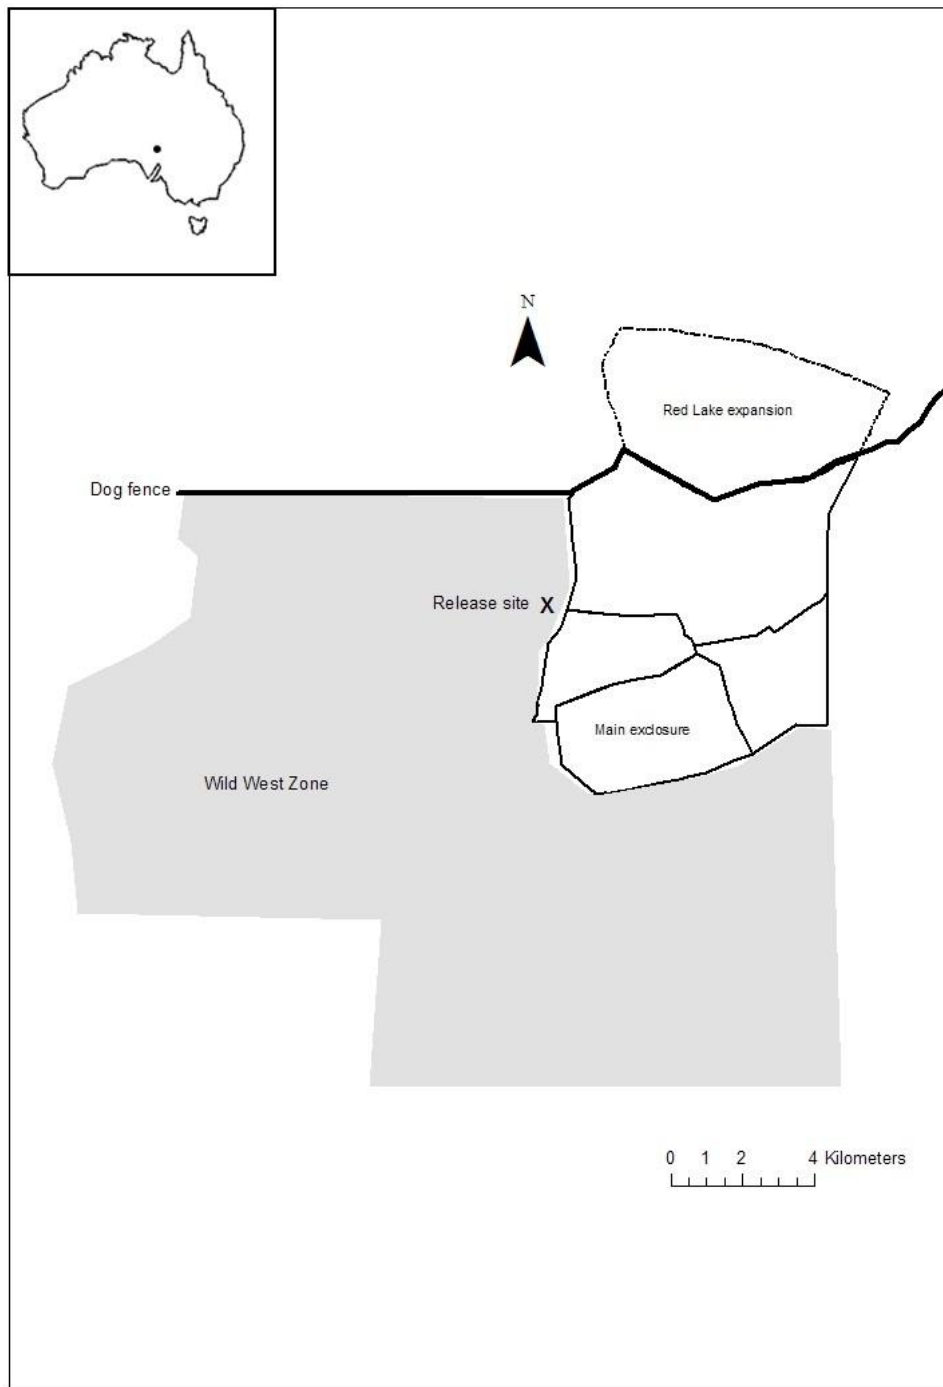 N
Red Lake expansion
Dog fence
Release site X
Main exclosure
Wild West Zone
0 1 2 4 Kilometers